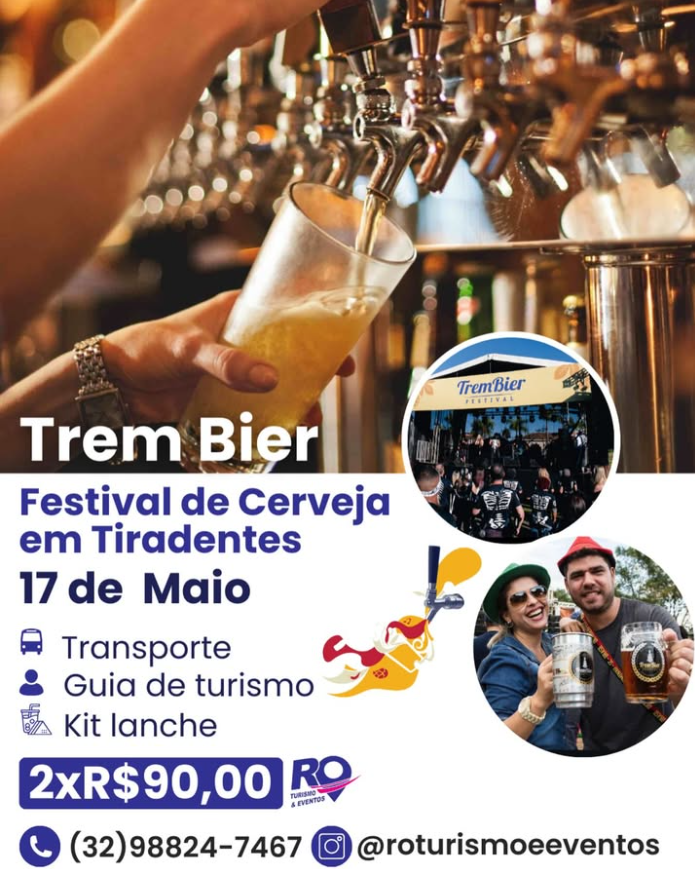 TremBier
FESTIVAL
Trem Bier
Festival de Cerveja
em Tiradentes
17 de Maio
Transporte
Guia de turismo
Kit lanche
2xR$90,00
RO
TURISMO
& EVENTOS
(32)98824-7467
@roturismoeeventos